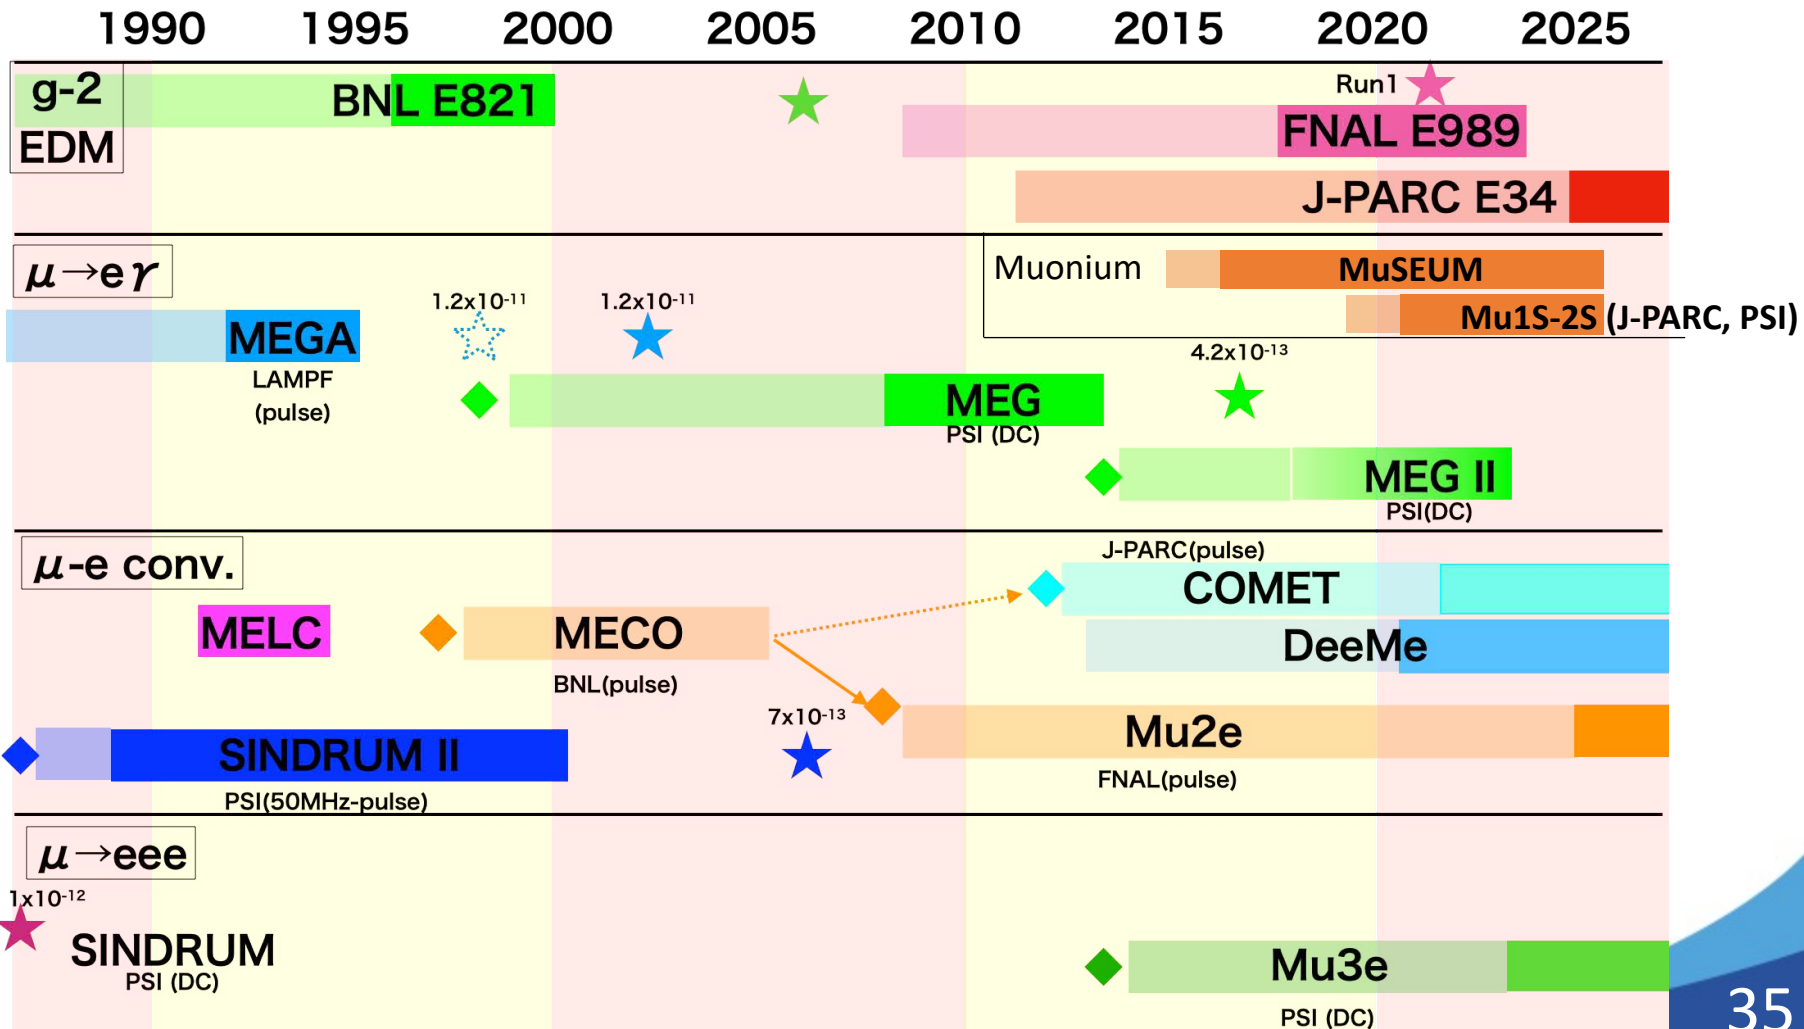 1990 1995 2000 2005 2010 2015 2020 2025
g-2
EDM
BNL E821
Run1
FNAL E989
J-PARC E34
μ→eγ
Muonium
MuSEUM
Mu1S-2S (J-PARC, PSI)
1.2x10⁻¹¹
1.2x10⁻¹¹
MEGA
LAMPF
(pulse)
4.2x10⁻¹³
MEG
PSI (DC)
MEG II
PSI(DC)
μ-e conv.
J-PARC(pulse)
COMET
MELC
MECO
BNL(pulse)
DeeMe
7x10⁻¹³
Mu2e
FNAL(pulse)
SINDRUM II
PSI(50MHz-pulse)
μ→eee
1x10⁻¹²
SINDRUM
PSI (DC)
Mu3e
PSI (DC)
35